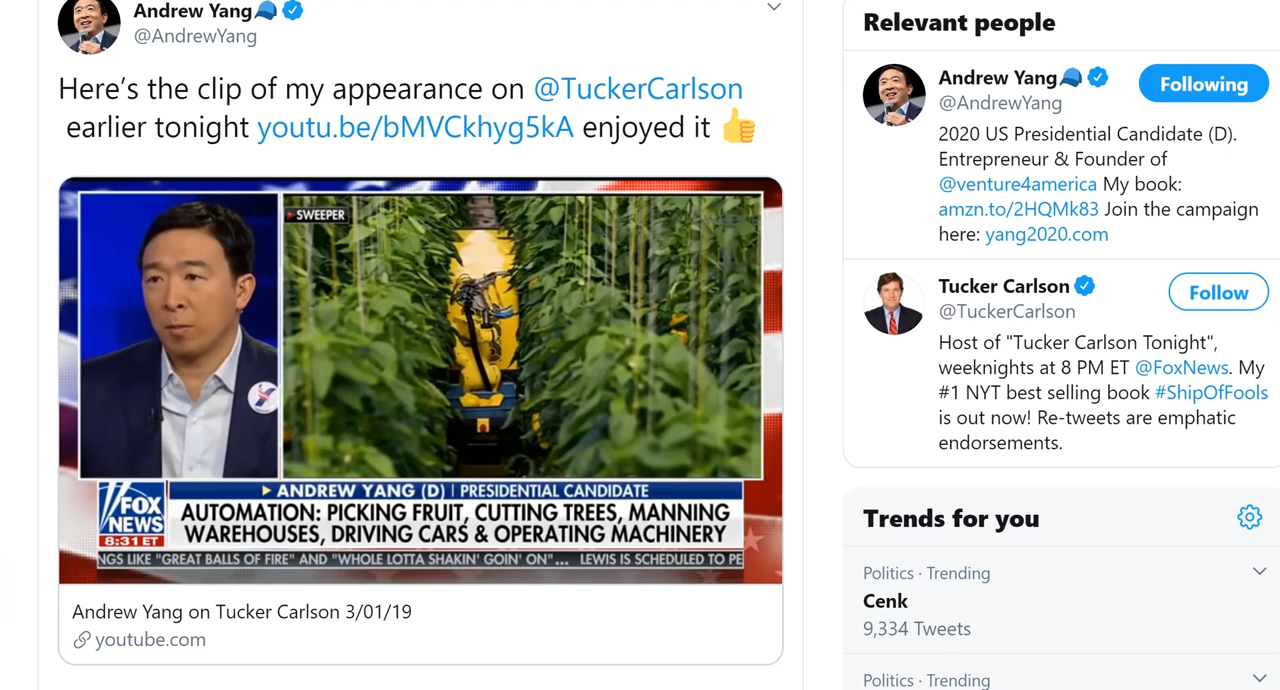 Andrew Yang🧢
@AndrewYang
Here’s the clip of my appearance on @TuckerCarlson
earlier tonight youtu.be/bMVCkhyg5kA enjoyed it 👍
SWEEPER
FOX
NEWS
8:31 ET
ANDREW YANG (D) | PRESIDENTIAL CANDIDATE
AUTOMATION: PICKING FRUIT, CUTTING TREES, MANNING
WAREHOUSES, DRIVING CARS & OPERATING MACHINERY
NGS LIKE "GREAT BALLS OF FIRE" AND "WHOLE LOTTA SHAKIN' GOIN' ON"... LEWIS IS SCHEDULED TO PE
Andrew Yang on Tucker Carlson 3/01/19
youtube.com
Relevant people
Andrew Yang🧢
Following
@AndrewYang
2020 US Presidential Candidate (D).
Entrepreneur & Founder of
@venture4america My book:
amzn.to/2HQMk83 Join the campaign
here: yang2020.com
Tucker Carlson
Follow
@TuckerCarlson
Host of "Tucker Carlson Tonight",
weeknights at 8 PM ET @FoxNews. My
#1 NYT best selling book #ShipOfFools
is out now! Re-tweets are emphatic
endorsements.
Trends for you
Politics · Trending
Cenk
9,334 Tweets
Politics · Trending